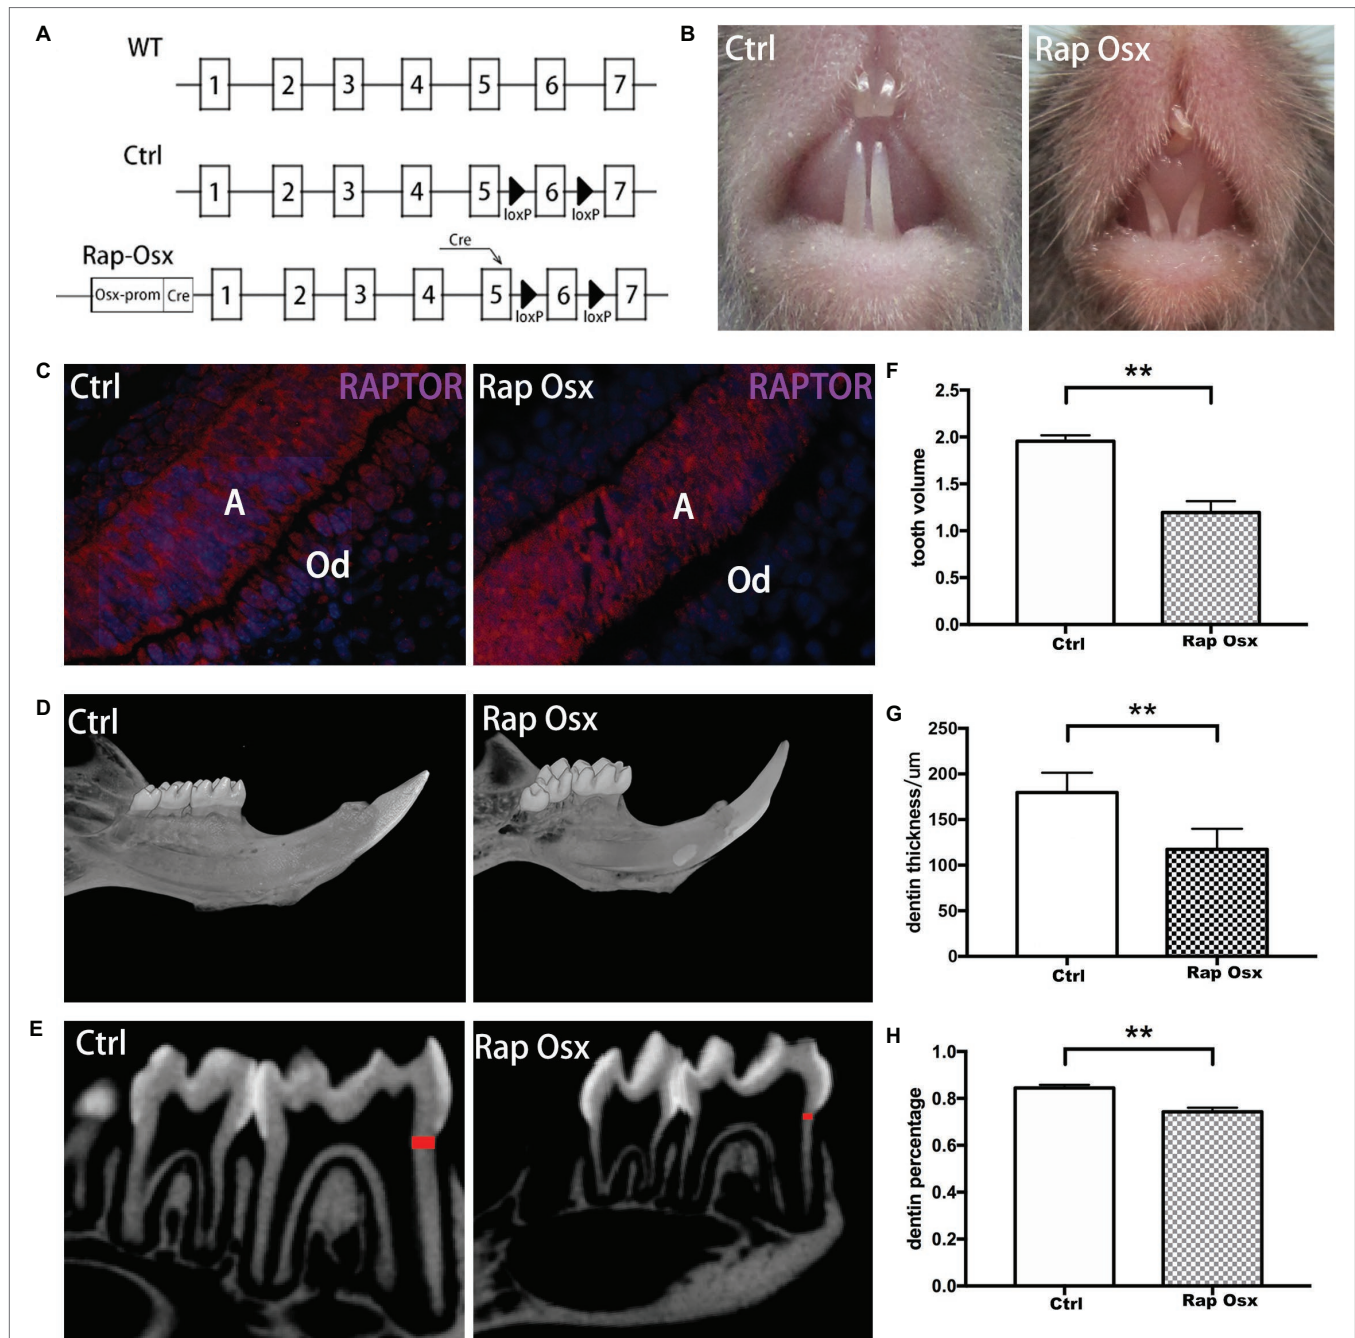 A
WT
1 2 3 4 5 6 7
Ctrl
1 2 3 4 5 6 7
loxP loxP
Rap-Osx
Cre
Osx-prom Cre 1 2 3 4 5 6 7
loxP loxP
B
Ctrl
Rap Osx
C
Ctrl
RAPTOR
A
Od
Rap Osx
RAPTOR
A
Od
F
**
2.5
2.0
1.5
1.0
0.5
0.0
tooth volume
Ctrl
Rap Osx
D
Ctrl
Rap Osx
G
**
250
200
150
100
50
0
dentin thickness/um
Ctrl
Rap Osx
E
Ctrl
Rap Osx
H
**
1.0
0.8
0.6
0.4
0.2
0.0
dentin percentage
Ctrl
Rap Osx